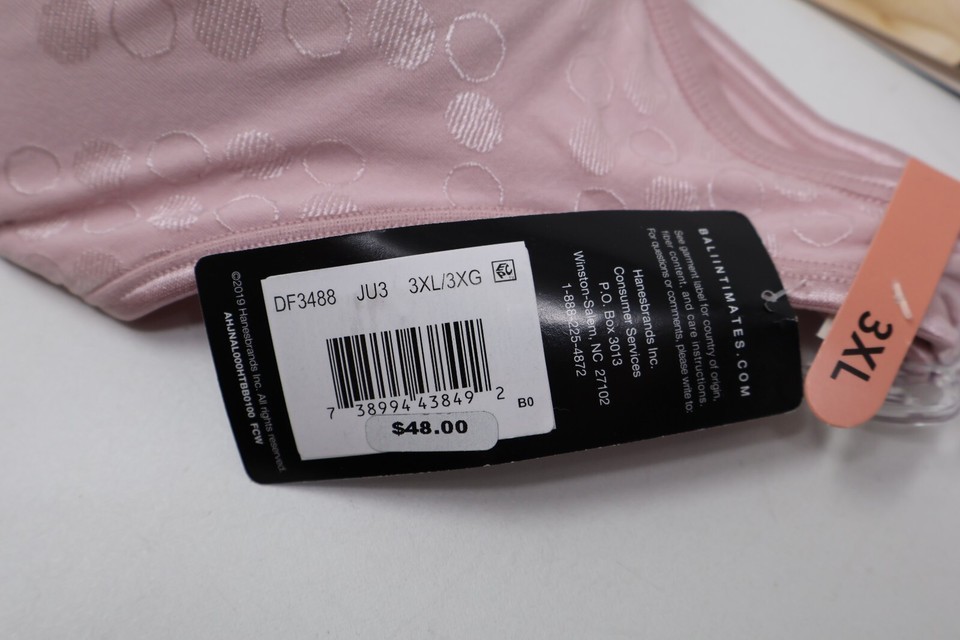 ©2019 Hanesbrands Inc. All rights reserved.
AHJNAL000HTBB0100 FCW
DF3488 JU3 3XL/3XG
7 38994 43849 2
B0
$48.00
BALIINTIMATES.COM
See garment label for country of origin,
fiber content, and care instructions.
For questions or comments, please write to:
Hanesbrands Inc.
Consumer Services
P.O. Box 3013
Winston-Salem, NC 27102
1-888-225-4872
3XL